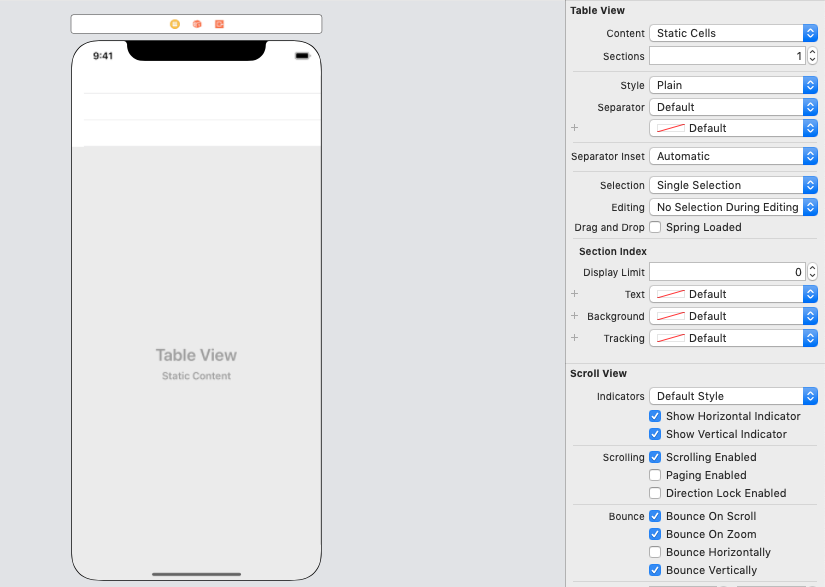 9:41
Table View
Static Content
Table View
Content Static Cells
Sections 1
Style Plain
Separator Default
+ Default
Separator Inset Automatic
Selection Single Selection
Editing No Selection During Editing
Drag and Drop Spring Loaded
Section Index
Display Limit 0
+ Text Default
+ Background Default
+ Tracking Default
Scroll View
Indicators Default Style
Show Horizontal Indicator
Show Vertical Indicator
Scrolling Scrolling Enabled
Paging Enabled
Direction Lock Enabled
Bounce Bounce On Scroll
Bounce On Zoom
Bounce Horizontally
Bounce Vertically